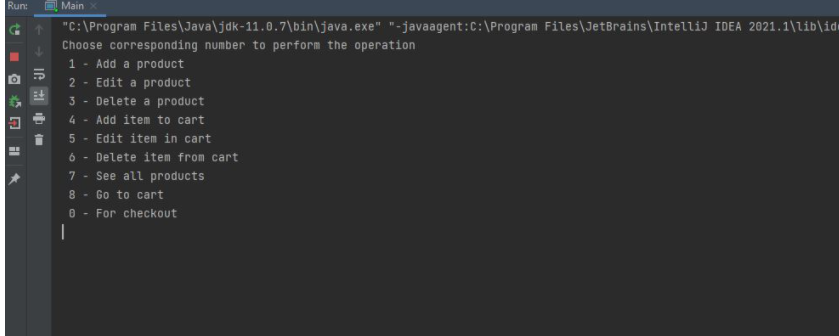 Run: Main
"C:\Program Files\Java\jdk-11.0.7\bin\java.exe" "-javaagent:C:\Program Files\JetBrains\IntelliJ IDEA 2021.1\lib\id
Choose corresponding number to perform the operation
1 - Add a product
2 - Edit a product
3 - Delete a product
4 - Add item to cart
5 - Edit item in cart
6 - Delete item from cart
7 - See all products
8 - Go to cart
0 - For checkout